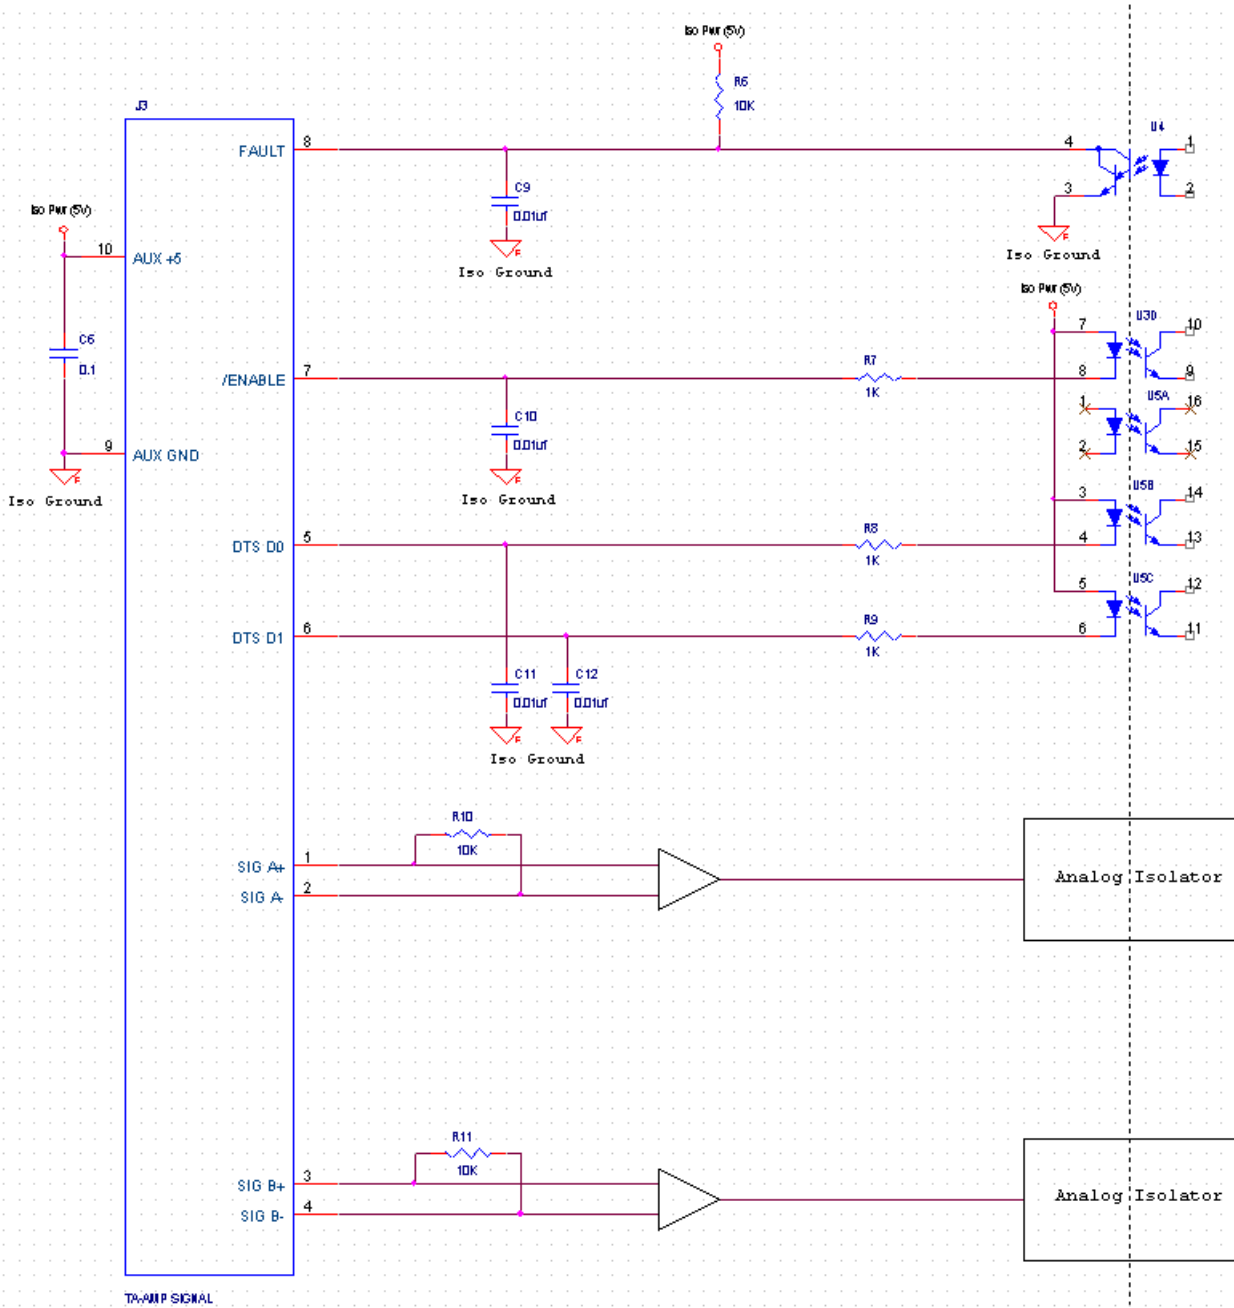 Iso Pwr (5V)
R6
10K
J3
U4
FAULT
8
4
1
C9
0.01uf
3
2
Iso Pwr (5V)
F
Iso Ground
F
Iso Ground
10
AUX +5
Iso Pwr (5V)
7
U3D
10
C6
0.1
R7
1K
/ENABLE
7
8
9
U5A
1
16
C10
0.01uf
9
AUX GND
2
15
F
Iso Ground
F
Iso Ground
U5B
3
14
R8
1K
DTS D0
5
4
13
U5C
5
12
R9
1K
DTS D1
6
6
11
C11
0.01uf
C12
0.01uf
F
F
Iso Ground
R10
10K
SIG A+
1
SIG A-
2
Analog Isolator
R11
10K
SIG B+
3
SIG B-
4
Analog Isolator
TA-AMP SIGNAL